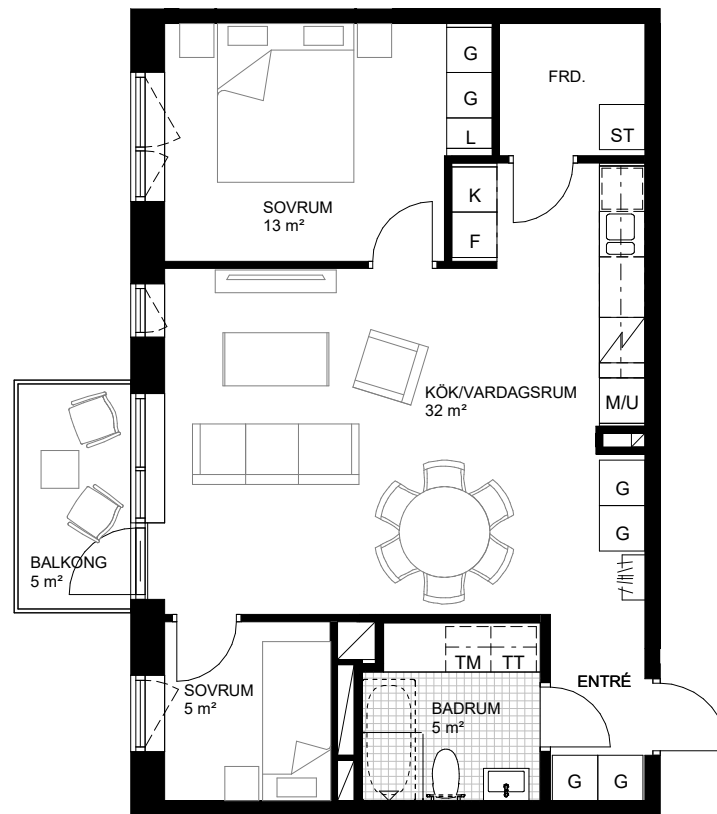 G
FRD.
G
ST
L
K
SOVRUM
13 m²
F
KÖK/VARDAGSRUM
32 m²
M/U
G
G
BALKONG
5 m²
TM TT
SOVRUM
5 m²
ENTRÉ
BADRUM
5 m²
G G